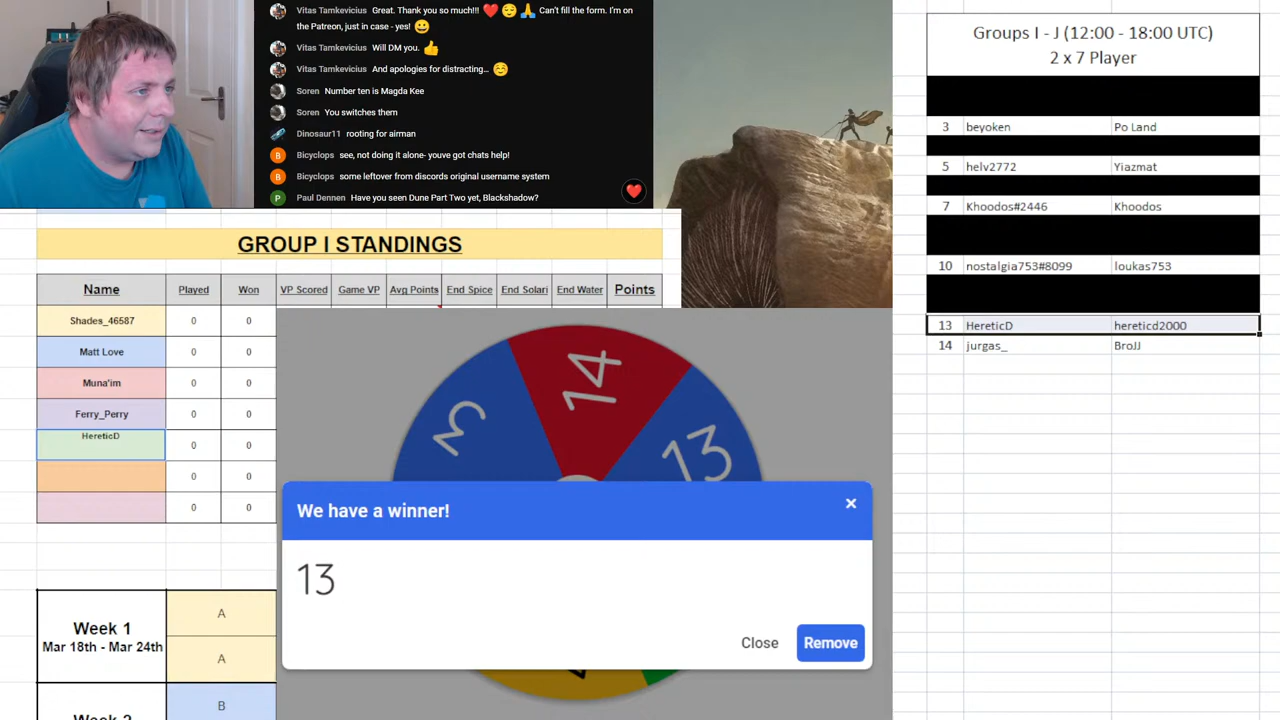 Vitas Tamkevicius Great. Thank you so much!!! ❤️ 😌 🙏 Can't fill the form. I'm on
the Patreon, just in case - yes! 😀
Vitas Tamkevicius Will DM you. 👍
Vitas Tamkevicius And apologies for distracting... ☺️
Soren Number ten is Magda Kee
Soren You switches them
Dinosaur11 rooting for airman
B Bicyclops see, not doing it alone- youve got chats help!
B Bicyclops some leftover from discords original username system
P Paul Dennen Have you seen Dune Part Two yet, Blackshadow?
GROUP I STANDINGS
Name Played Won VP Scored Game VP Avg Points End Spice End Solari End Water Points
Shades_46587 0 0
Matt Love 0 0
Muna'im 0 0
Ferry_Perry 0 0
HereticD 0 0
0 0
0 0
Week 1
Mar 18th - Mar 24th
A
A
B
3
14
13
We have a winner!
×
13
Close Remove
Groups I - J (12:00 - 18:00 UTC)
2 x 7 Player
3 beyoken Po Land
5 helv2772 Yiazmat
7 Khoodos#2446 Khoodos
10 nostalgia753#8099 loukas753
13 HereticD hereticd2000
14 jurgas_ BroJJ